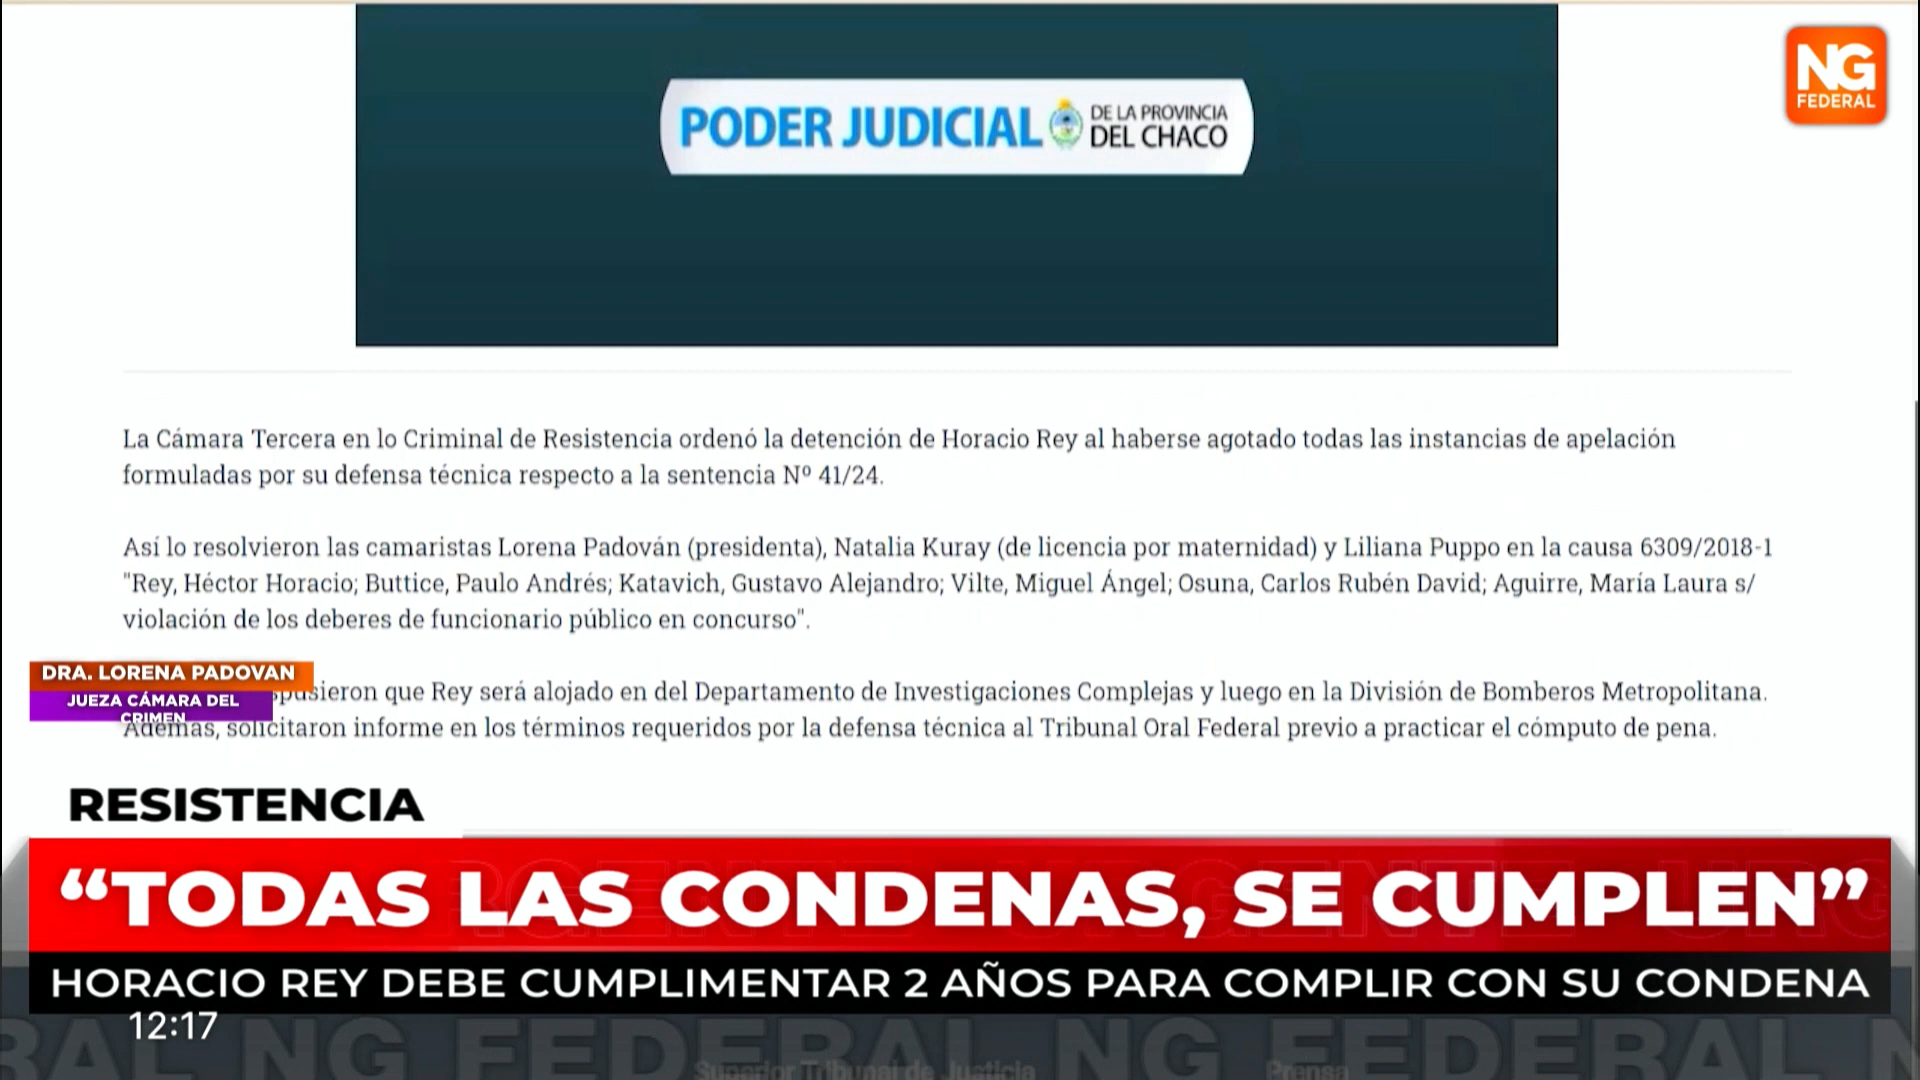 NG
FEDERAL
PODER JUDICIAL DE LA PROVINCIA
DEL CHACO
La Cámara Tercera en lo Criminal de Resistencia ordenó la detención de Horacio Rey al haberse agotado todas las instancias de apelación
formuladas por su defensa técnica respecto a la sentencia Nº 41/24.
Así lo resolvieron las camaristas Lorena Padován (presidenta), Natalia Kuray (de licencia por maternidad) y Liliana Puppo en la causa 6309/2018-1
"Rey, Héctor Horacio; Buttice, Paulo Andrés; Katavich, Gustavo Alejandro; Vilte, Miguel Ángel; Osuna, Carlos Rubén David; Aguirre, María Laura s/
violación de los deberes de funcionario público en concurso".
DRA. LORENA PADOVAN
JUEZA CÁMARA DEL
CRIMEN
que Rey será alojado en del Departamento de Investigaciones Complejas y luego en la División de Bomberos Metropolitana.
Además, solicitaron informe en los términos requeridos por la defensa técnica al Tribunal Oral Federal previo a practicar el cómputo de pena.
RESISTENCIA
“TODAS LAS CONDENAS, SE CUMPLEN”
HORACIO REY DEBE CUMPLIMENTAR 2 AÑOS PARA COMPLIR CON SU CONDENA
12:17
NG FEDERAL NG FEDERAL
Superior Tribunal de Justicia Prensa